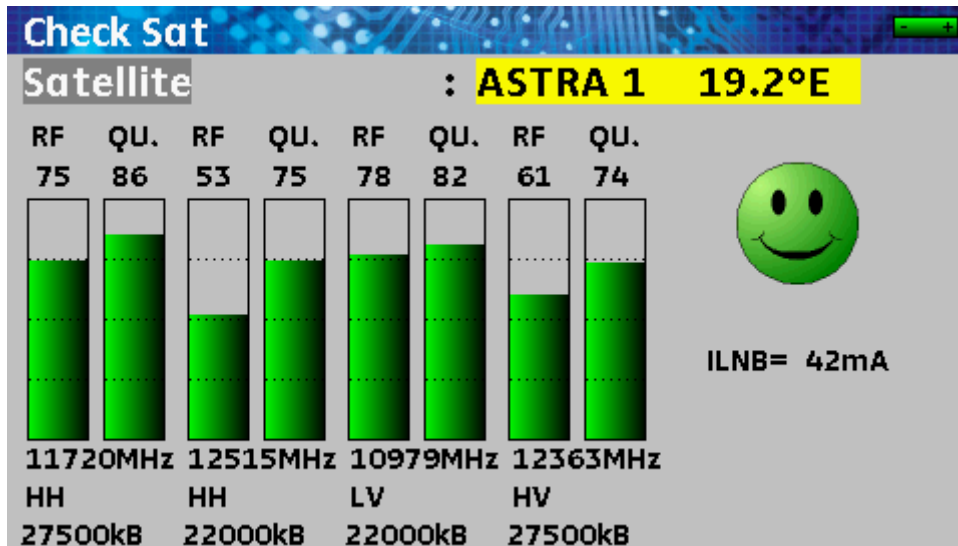 Check Sat
- +
Satellite : ASTRA 1 19.2°E
RF QU. RF QU. RF QU. RF QU.
75 86 53 75 78 82 61 74
ILNB= 42mA
11720MHz 12515MHz 10979MHz 12363MHz
HH HH LV HV
27500kB 22000kB 22000kB 27500kB